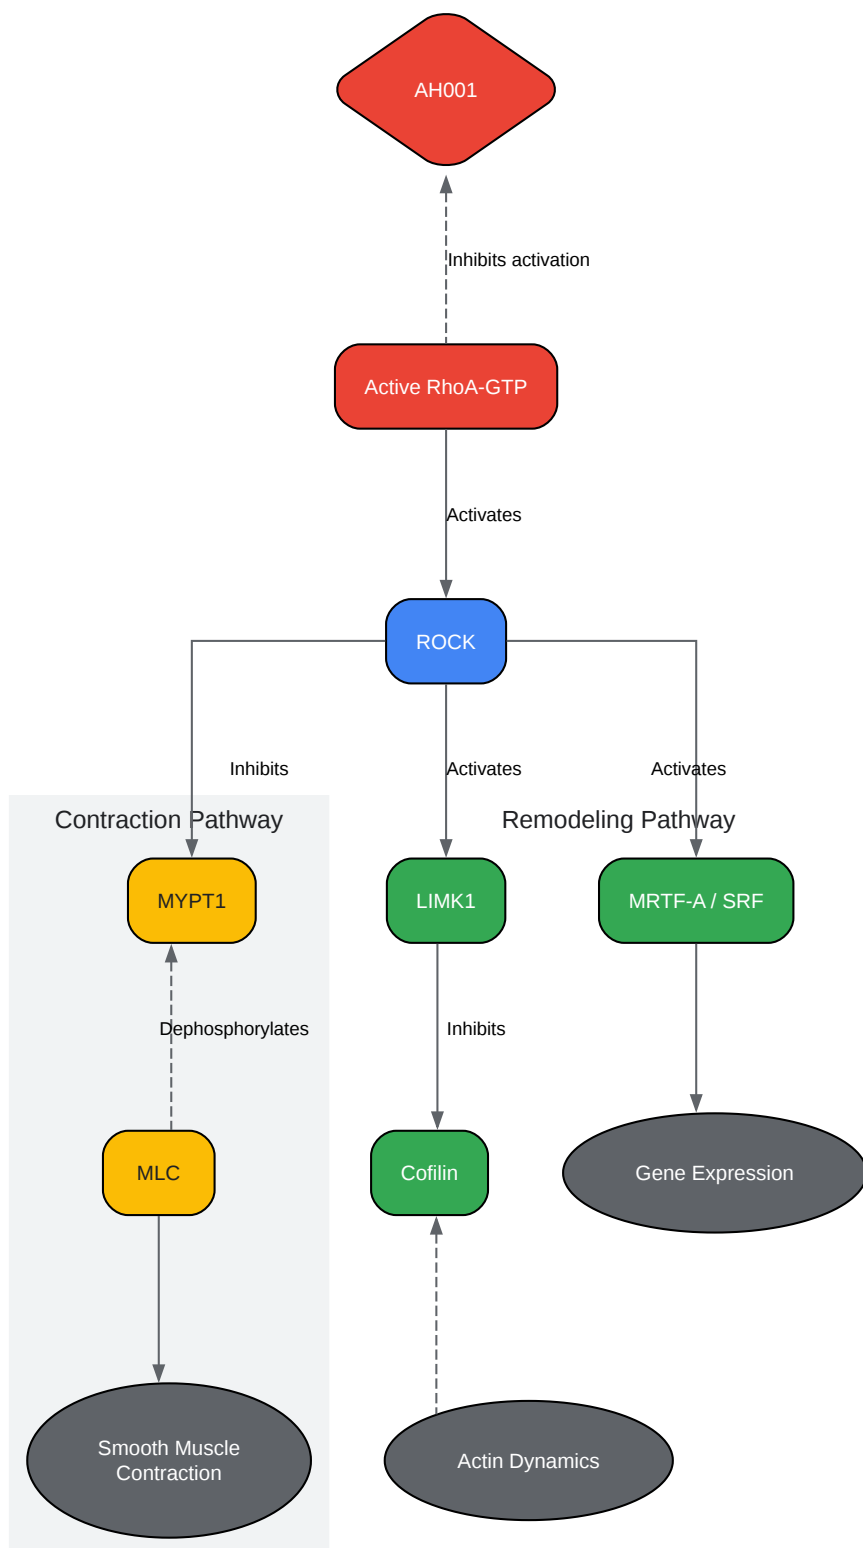 AH001
Inhibits activation
Active RhoA-GTP
Activates
ROCK
Inhibits
Activates
Activates
Contraction Pathway
Remodeling Pathway
MYPT1
LIMK1
MRTF-A / SRF
Dephosphorylates
Inhibits
MLC
Cofilin
Gene Expression
Smooth Muscle
Contraction
Actin Dynamics